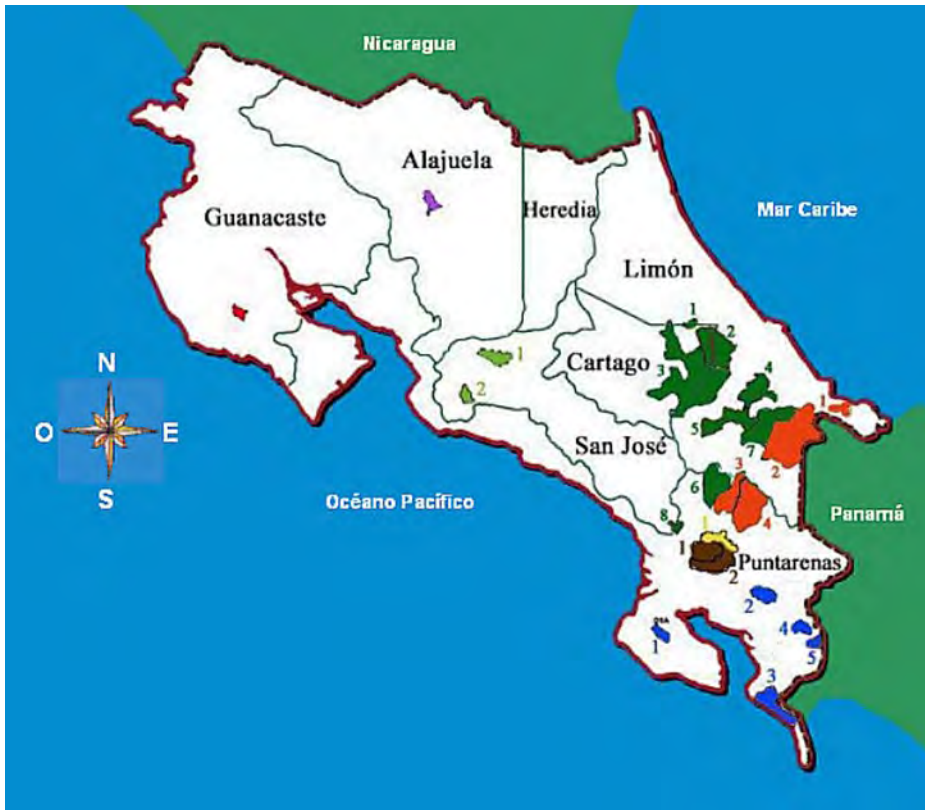 Nicaragua
Alajuela
Guanacaste
Heredia
Mar Caribe
Limón
1
2
1
Cartago
3
4
2
1
N
O
E
S
San José
5
7
2
Océano Pacífico
6
3
4
Panamá
8
1
1
2
Puntarenas
2
OSA
1
4
5
3